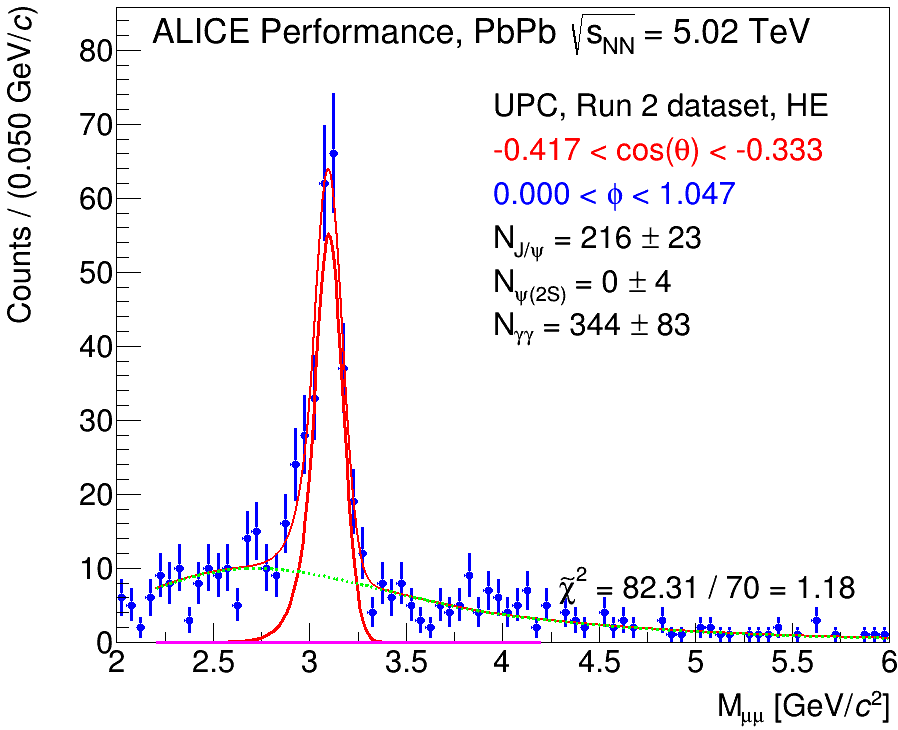 ALICE Performance, PbPb √sNN = 5.02 TeV
UPC, Run 2 dataset, HE
-0.417 < cos(θ) < -0.333
0.000 < ϕ < 1.047
NJ/ψ = 216 ± 23
Nψ(2S) = 0 ± 4
Nγγ = 344 ± 83
χ̃² = 82.31 / 70 = 1.18
Counts / (0.050 GeV/c)
80
70
60
50
40
30
20
10
0
2 2.5 3 3.5 4 4.5 5 5.5 6
Mμμ [GeV/c²]